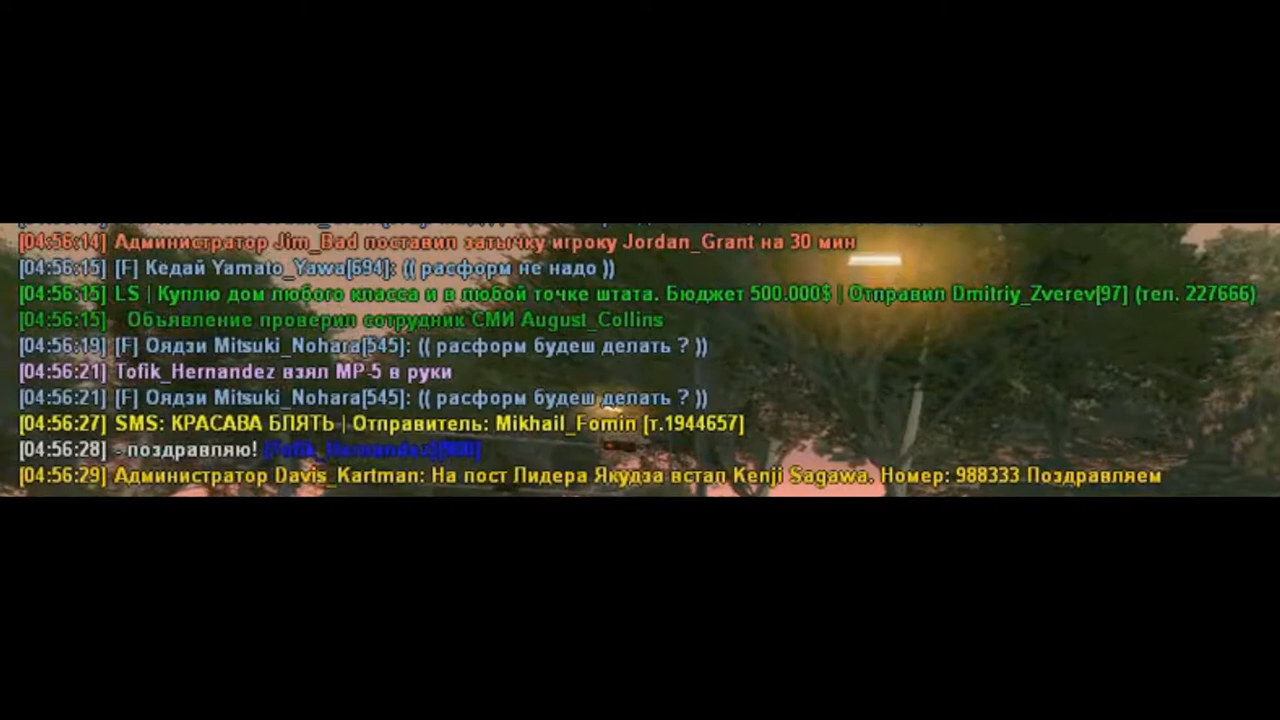 [04:56:14] Администратор Jim_Bad поставил затычку игроку Jordan_Grant на 30 мин
[04:56:15] [F] Кедай Yamato_Yawa[694]: (( расформ не надо ))
[04:56:15] LS | Куплю дом любого класса и в любой точке штата. Бюджет 500.000$ | Отправил Dmitriy_Zverev[97] (тел. 227666)
[04:56:15] Объявление проверил сотрудник СМИ August_Collins
[04:56:19] [F] Оядзи Mitsuki_Nohara[545]: (( расформ будеш делать ? ))
[04:56:21] Tofik_Hernandez взял MP-5 в руки
[04:56:21] [F] Оядзи Mitsuki_Nohara[545]: (( расформ будеш делать ? ))
[04:56:27] SMS: КРАСАВА БЛЯТЬ | Отправитель: Mikhail_Fomin [т.1944657]
[04:56:28] - поздравляю! (Tofik_Hernandez)
[04:56:29] Администратор Davis_Kartman: На пост Лидера Якудза встал Kenji Sagawa. Номер: 988333 Поздравляем